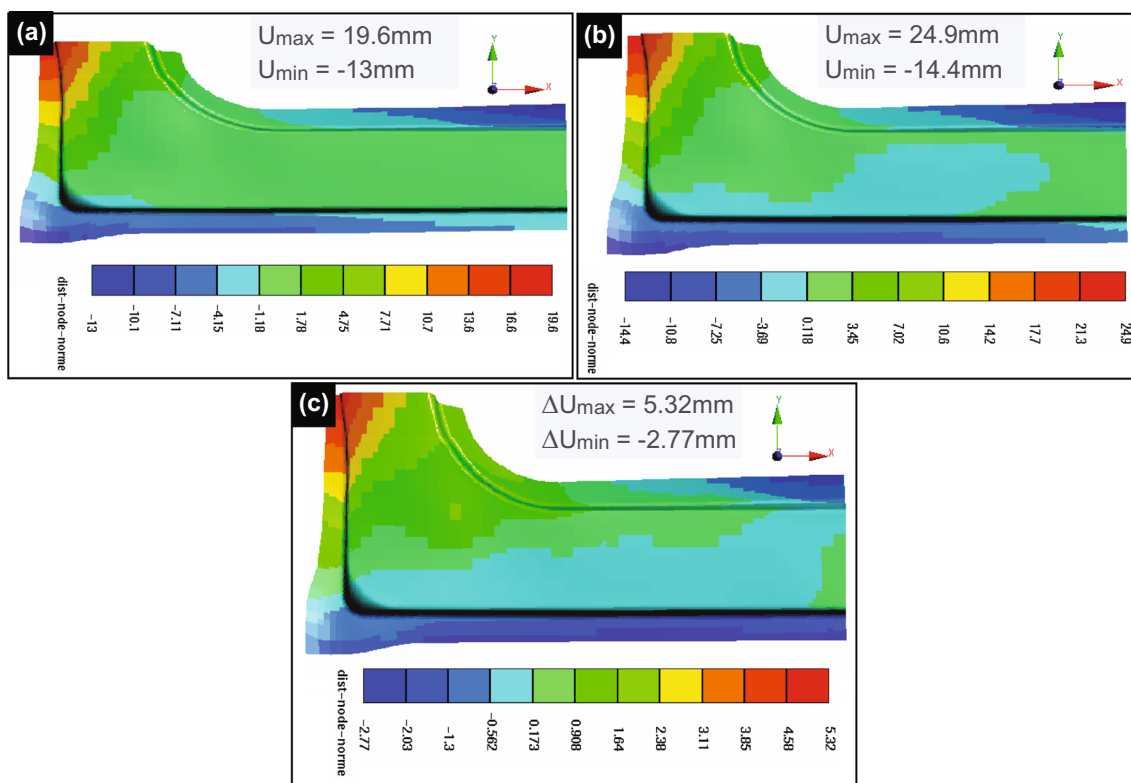 (a)
Umax = 19.6mm
Umin = -13mm
Y
X
Z
dist-node-norme
-13
-10.1
-7.11
-4.15
-1.18
1.78
4.75
7.71
10.7
13.6
16.6
19.6
(b)
Umax = 24.9mm
Umin = -14.4mm
Y
X
Z
dist-node-norme
-14.4
-10.8
-7.25
-3.69
0.118
3.45
7.02
10.6
14.2
17.7
21.3
24.9
(c)
ΔUmax = 5.32mm
ΔUmin = -2.77mm
Y
X
Z
dist-node-norme
-2.77
-2.03
-1.3
-0.562
0.173
0.908
1.64
2.38
3.11
3.85
4.58
5.32